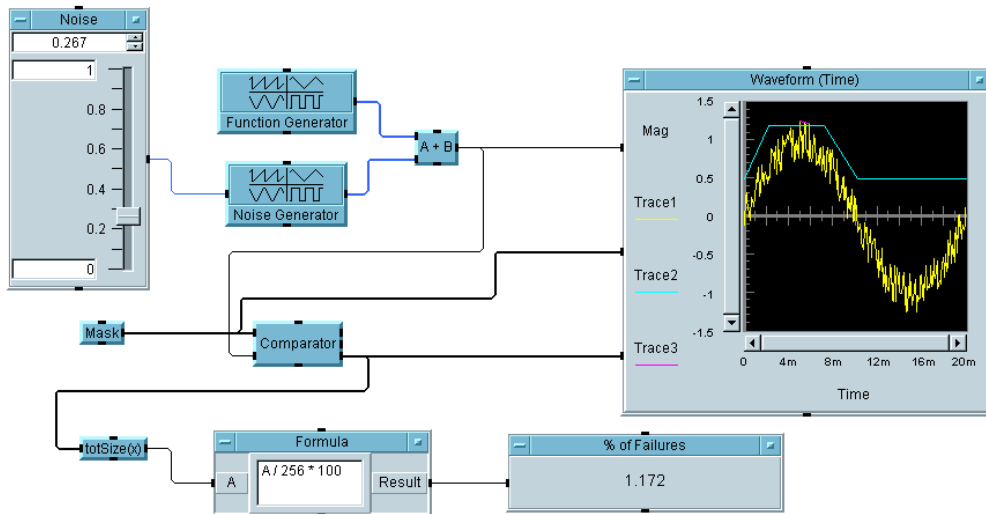 Noise
0.267
1
0.8
0.6
0.4
0.2
0
Function Generator
Noise Generator
A + B
Mask
Comparator
totSize(x)
Formula
A
A / 256 * 100
Result
% of Failures
1.172
Waveform (Time)
Mag
Trace1
Trace2
Trace3
1.5
1
0.5
0
-0.5
-1
-1.5
0 4m 8m 12m 16m 20m
Time